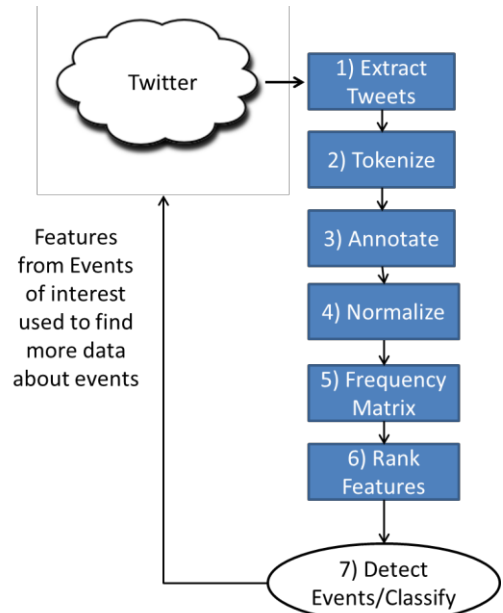 Twitter
1) Extract
Tweets
2) Tokenize
3) Annotate
4) Normalize
5) Frequency
Matrix
6) Rank
Features
7) Detect
Events/Classify
Features
from Events
of interest
used to find
more data
about events